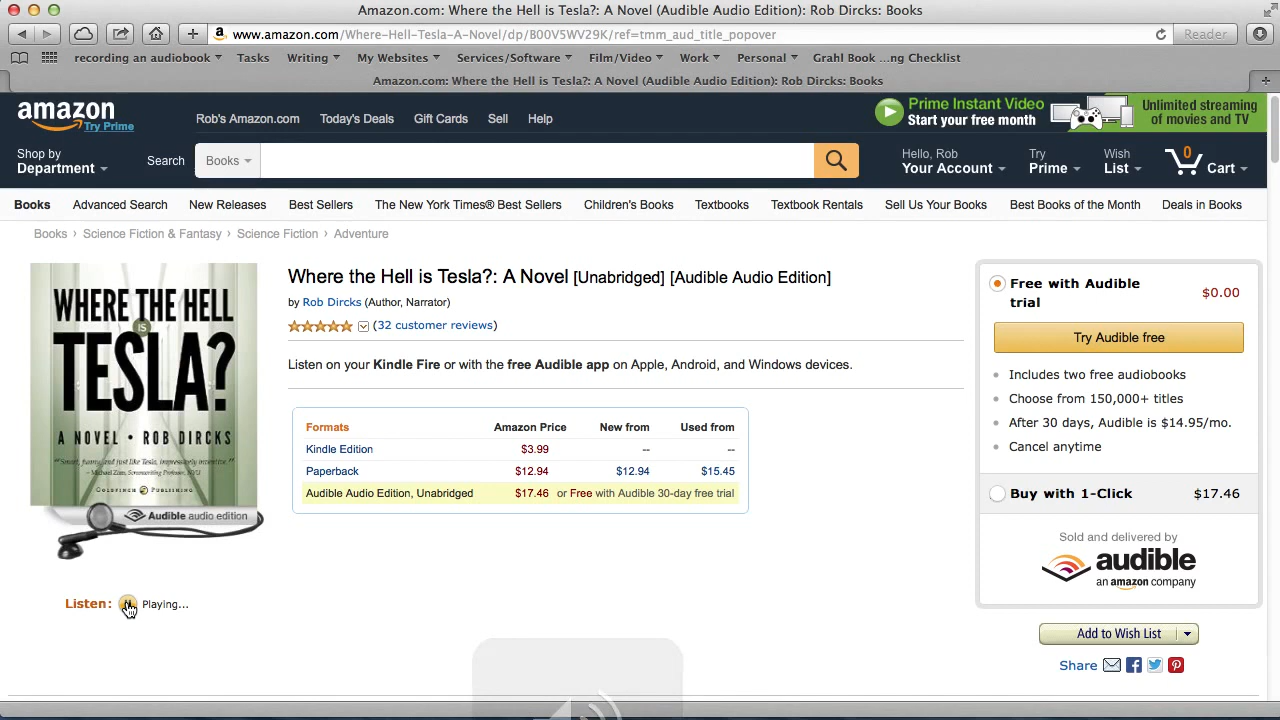 Amazon.com: Where the Hell is Tesla?: A Novel (Audible Audio Edition): Rob Dircks: Books
www.amazon.com/Where-Hell-Tesla-A-Novel/dp/B00V5WV29K/ref=tmm_aud_title_popover
Reader
recording an audiobook Tasks Writing My Websites Services/Software Film/Video Work Personal Grahl Book ...ng Checklist
Amazon.com: Where the Hell is Tesla?: A Novel (Audible Audio Edition): Rob Dircks: Books
amazon
Try Prime
Rob's Amazon.com Today's Deals Gift Cards Sell Help
Prime Instant Video
Start your free month
Unlimited streaming
of movies and TV
Shop by
Department
Search Books
Hello, Rob
Your Account
Try
Prime
Wish
List
0
Cart
Books Advanced Search New Releases Best Sellers The New York Times® Best Sellers Children's Books Textbooks Textbook Rentals Sell Us Your Books Best Books of the Month Deals in Books
Books › Science Fiction & Fantasy › Science Fiction › Adventure
WHERE THE HELL
IS
TESLA?
A NOVEL • ROB DIRCKS
"Smart, funny, and just like Tesla, impressively inventive."
GOLDFINCH PUBLISHING
Audible audio edition
Listen: Playing...
Where the Hell is Tesla?: A Novel [Unabridged] [Audible Audio Edition]
by Rob Dircks (Author, Narrator)
(32 customer reviews)
Listen on your Kindle Fire or with the free Audible app on Apple, Android, and Windows devices.
Formats Amazon Price New from Used from
Kindle Edition $3.99 -- --
Paperback $12.94 $12.94 $15.45
Audible Audio Edition, Unabridged $17.46 or Free with Audible 30-day free trial
Free with Audible
trial
$0.00
Try Audible free
Includes two free audiobooks
Choose from 150,000+ titles
After 30 days, Audible is $14.95/mo.
Cancel anytime
Buy with 1-Click $17.46
Sold and delivered by
audible
an amazon company
Add to Wish List
Share